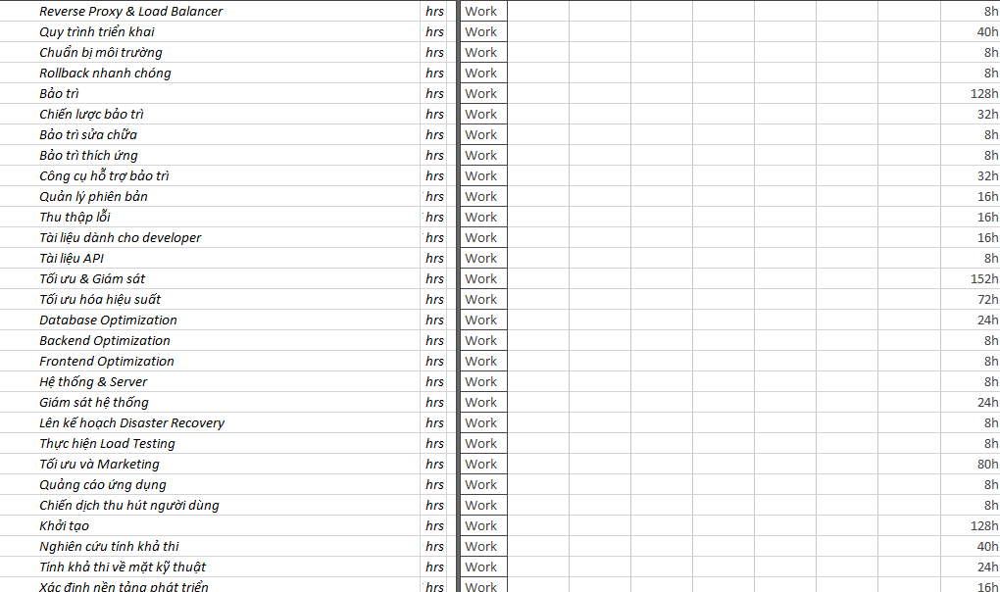 Reverse Proxy & Load Balancer hrs Work 8h
Quy trình triển khai hrs Work 40h
Chuẩn bị môi trường hrs Work 8h
Rollback nhanh chóng hrs Work 8h
Bảo trì hrs Work 128h
Chiến lược bảo trì hrs Work 32h
Bảo trì sửa chữa hrs Work 8h
Bảo trì thích ứng hrs Work 8h
Công cụ hỗ trợ bảo trì hrs Work 32h
Quản lý phiên bản hrs Work 16h
Thu thập lỗi hrs Work 16h
Tài liệu dành cho developer hrs Work 16h
Tài liệu API hrs Work 8h
Tối ưu & Giám sát hrs Work 152h
Tối ưu hóa hiệu suất hrs Work 72h
Database Optimization hrs Work 24h
Backend Optimization hrs Work 8h
Frontend Optimization hrs Work 8h
Hệ thống & Server hrs Work 8h
Giám sát hệ thống hrs Work 24h
Lên kế hoạch Disaster Recovery hrs Work 8h
Thực hiện Load Testing hrs Work 8h
Tối ưu và Marketing hrs Work 80h
Quảng cáo ứng dụng hrs Work 8h
Chiến dịch thu hút người dùng hrs Work 8h
Khởi tạo hrs Work 128h
Nghiên cứu tính khả thi hrs Work 40h
Tính khả thi về mặt kỹ thuật hrs Work 24h
Xác định nền tảng phát triển hrs Work 16h